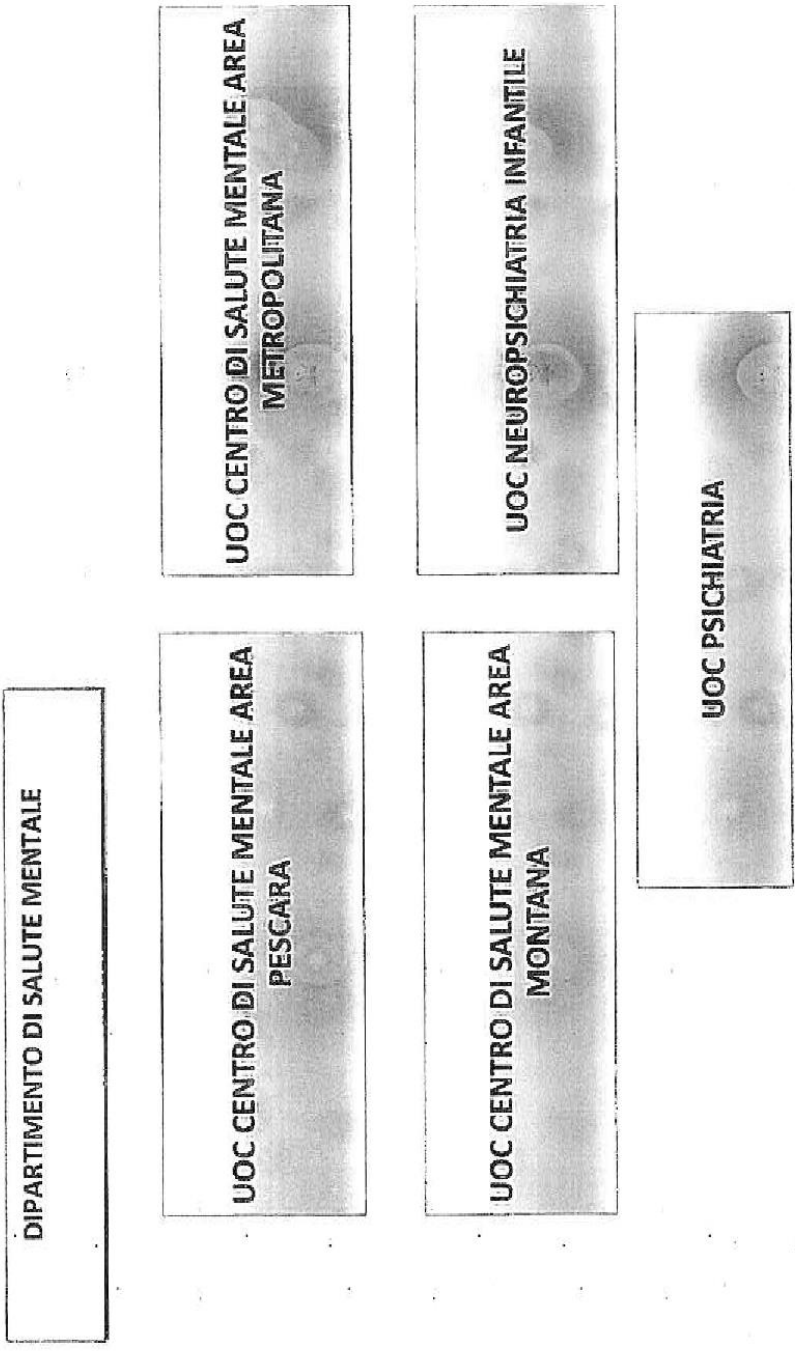 DIPARTIMENTO DI SALUTE MENTALE
UOC CENTRO DI SALUTE MENTALE AREA
PESCARA
UOC CENTRO DI SALUTE MENTALE AREA
METROPOLITANA
UOC CENTRO DI SALUTE MENTALE AREA
MONTANA
UOC NEUROPSICHIATRIA INFANTILE
UOC PSICHIATRIA